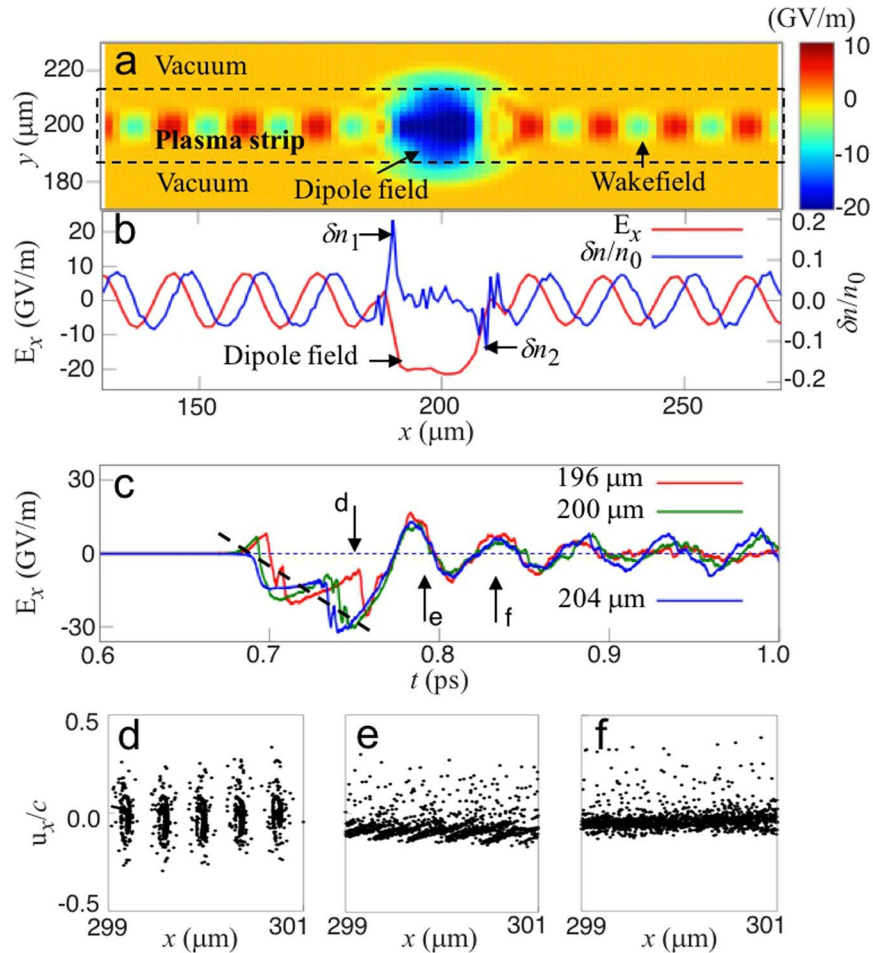 (GV/m)
a
Vacuum
Plasma strip
Vacuum
Dipole field
Wakefield
220
200
180
y (μm)
10
0
-10
-20
b
δn1
Ex
δn/n0
Dipole field
δn2
20
10
0
-10
-20
Ex (GV/m)
0.2
0.1
0.0
-0.1
-0.2
δn/n0
150
200
250
x (μm)
c
d
e
f
196 μm
200 μm
204 μm
30
0
-30
Ex (GV/m)
0.6
0.7
0.8
0.9
1.0
t (ps)
d
e
f
0.5
0.0
-0.5
ux/c
299
301
x (μm)
299
301
x (μm)
299
301
x (μm)